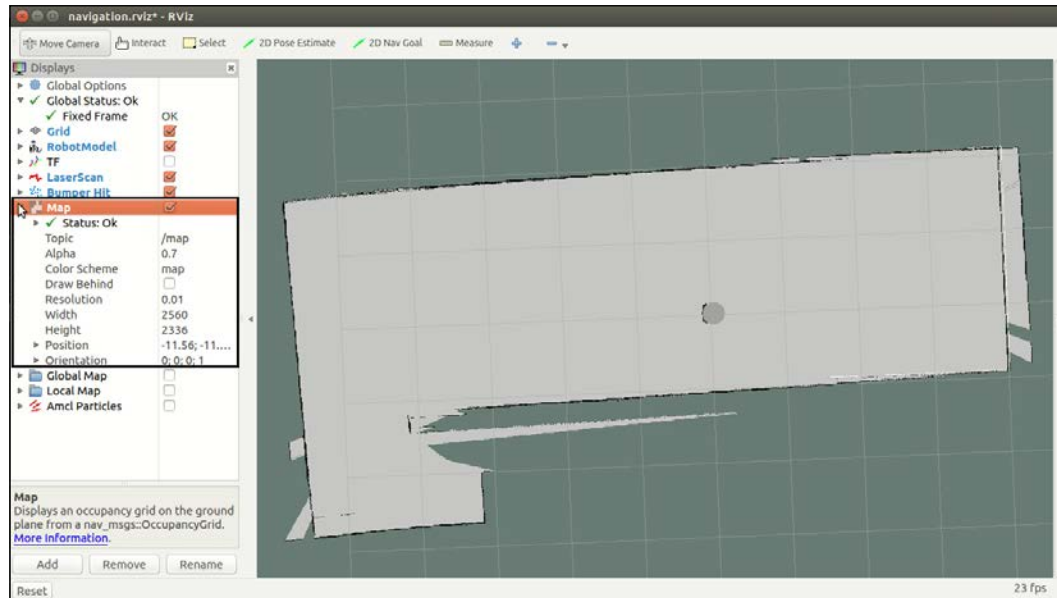 navigation.rviz* - RViz
Move Camera Interact Select 2D Pose Estimate 2D Nav Goal Measure
Displays
Global Options
Global Status: Ok
Fixed Frame OK
Grid
RobotModel
TF
LaserScan
Bumper Hit
Map
Status: Ok
Topic /map
Alpha 0.7
Color Scheme map
Draw Behind
Resolution 0.01
Width 2560
Height 2336
Position -11.56; -11....
Orientation 0; 0; 0; 1
Global Map
Local Map
Amcl Particles
Map
Displays an occupancy grid on the ground
plane from a nav_msgs::OccupancyGrid.
More Information.
Add Remove Rename
Reset 23 fps